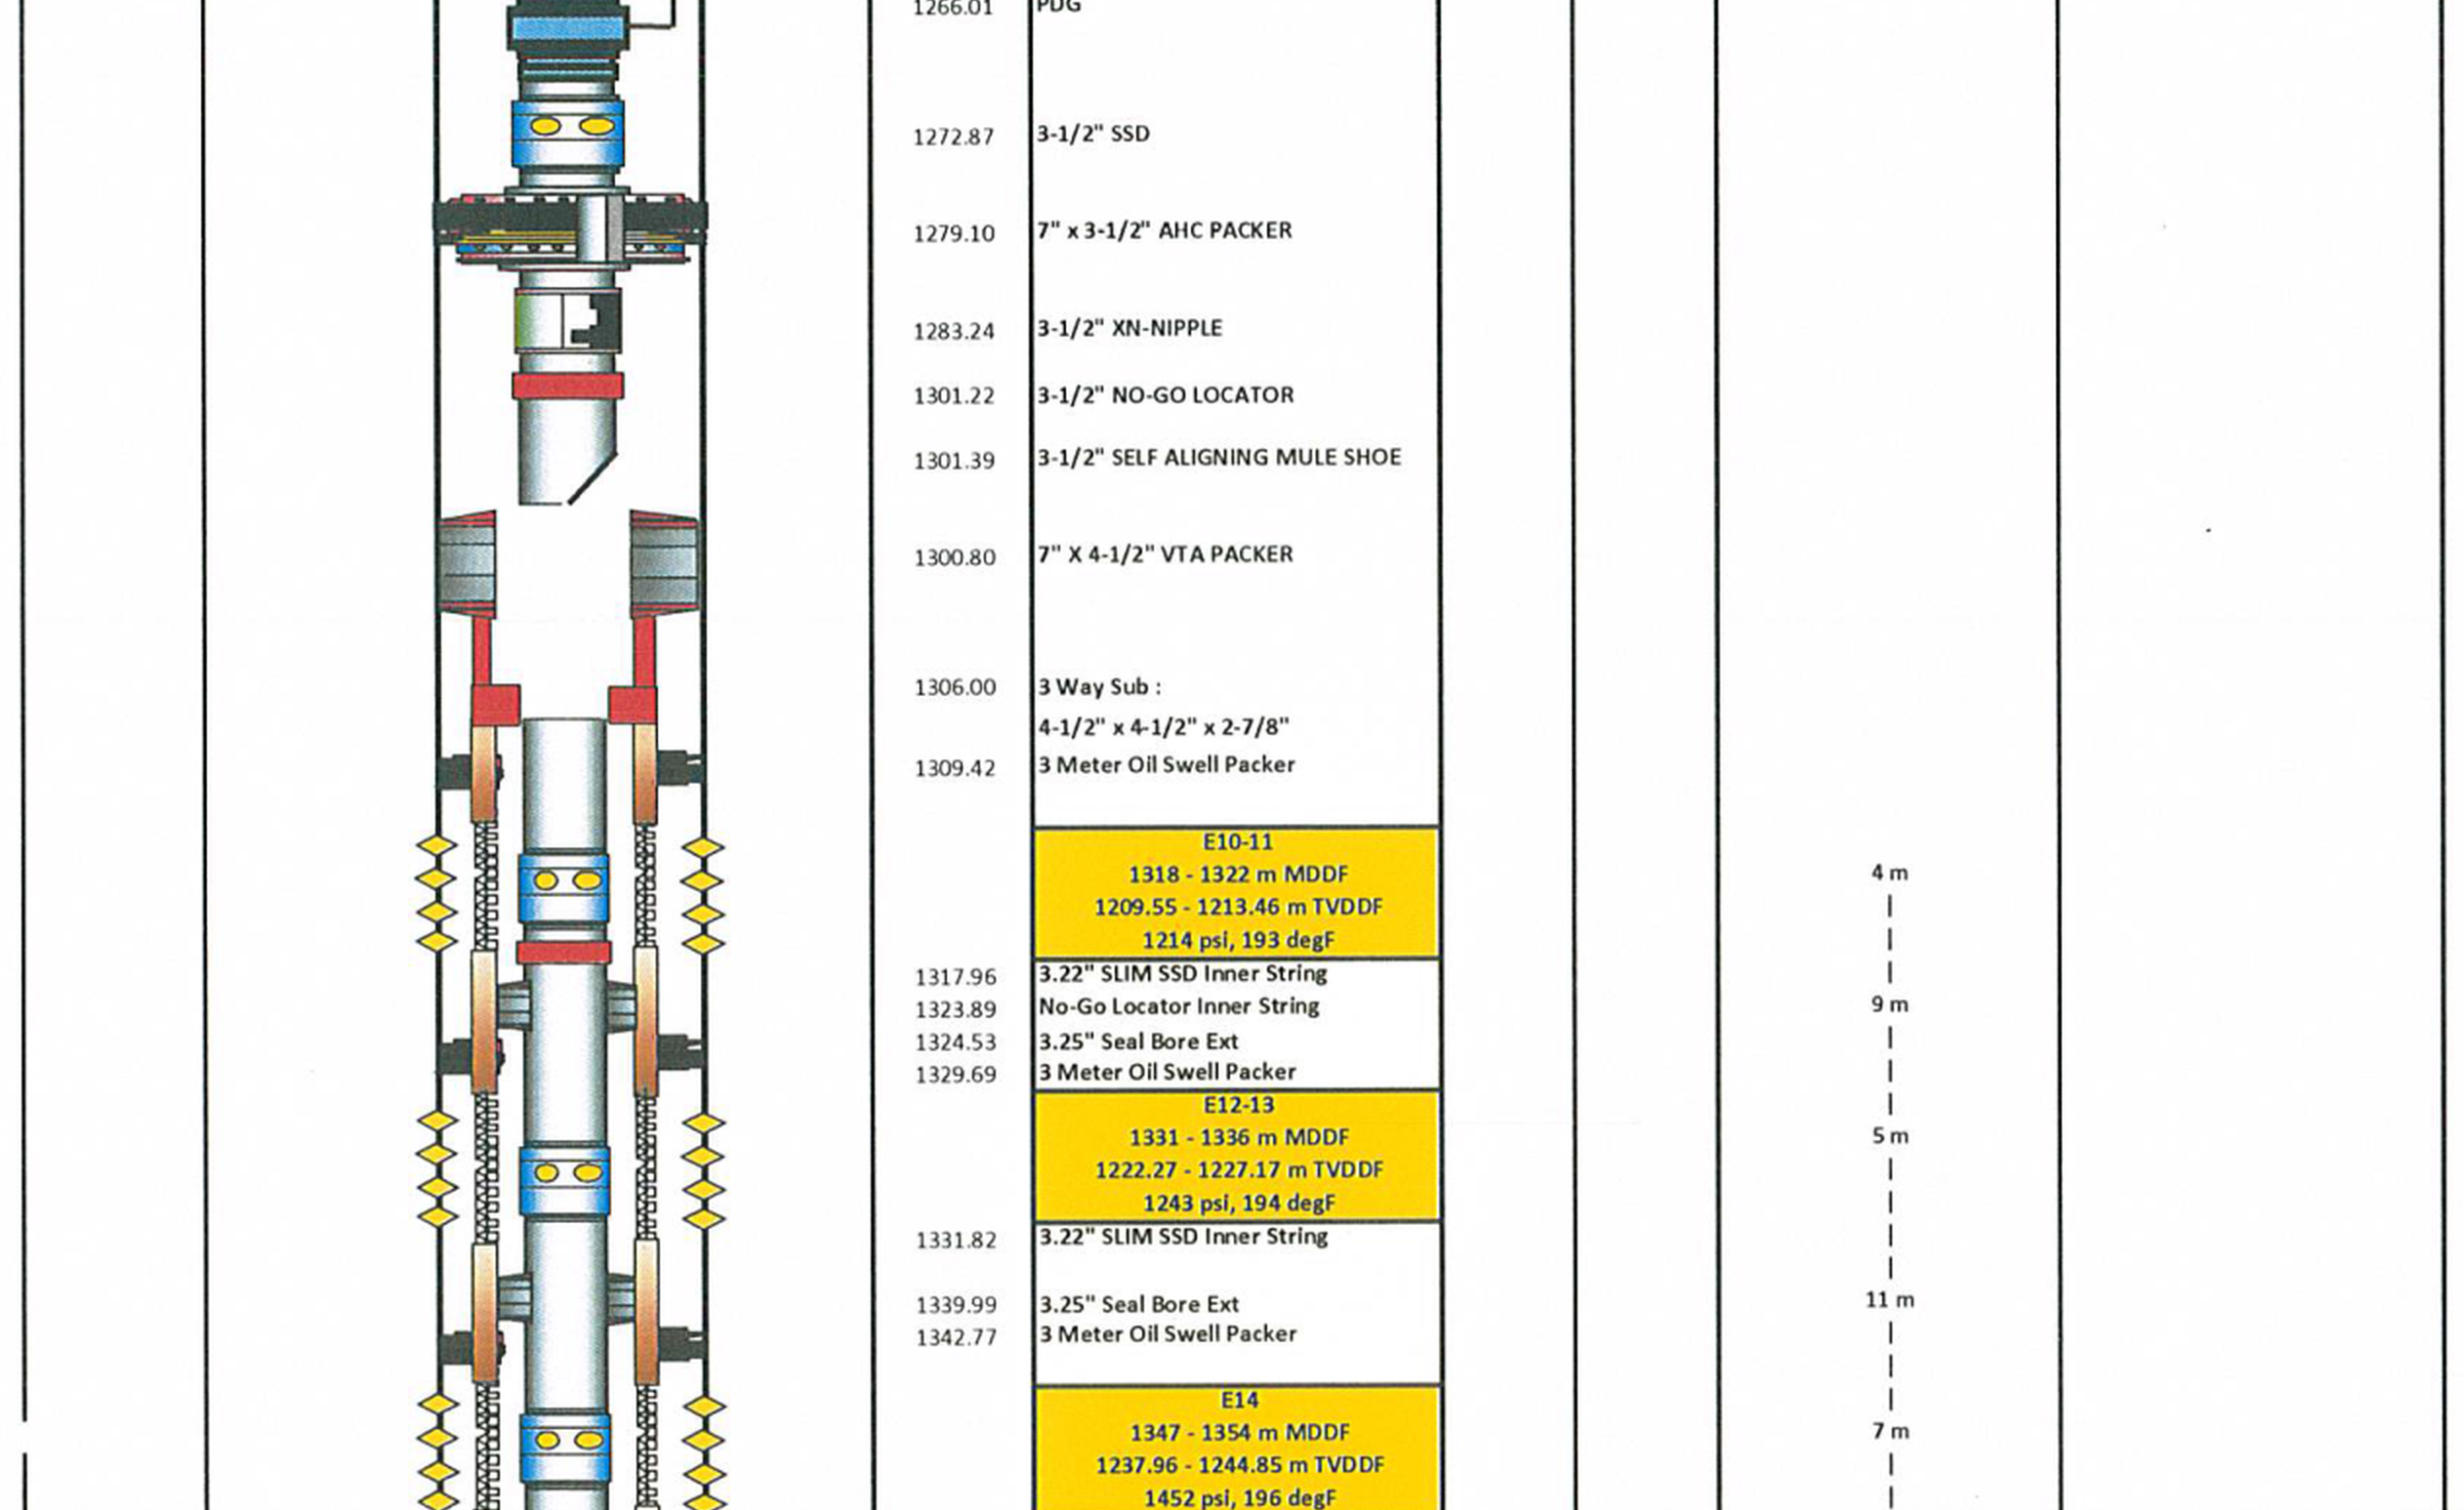 1266.01 PDG
1272.87 3-1/2" SSD
1279.10 7" x 3-1/2" AHC PACKER
1283.24 3-1/2" XN-NIPPLE
1301.22 3-1/2" NO-GO LOCATOR
1301.39 3-1/2" SELF ALIGNING MULE SHOE
1300.80 7" X 4-1/2" VTA PACKER
1306.00 3 Way Sub :
4-1/2" x 4-1/2" x 2-7/8"
1309.42 3 Meter Oil Swell Packer
E10-11
1318 - 1322 m MDDF 4 m
1209.55 - 1213.46 m TVDDF
1214 psi, 193 degF
1317.96 3.22" SLIM SSD Inner String
1323.89 No-Go Locator Inner String 9 m
1324.53 3.25" Seal Bore Ext
1329.69 3 Meter Oil Swell Packer
E12-13
1331 - 1336 m MDDF 5 m
1222.27 - 1227.17 m TVDDF
1243 psi, 194 degF
1331.82 3.22" SLIM SSD Inner String
1339.99 3.25" Seal Bore Ext 11 m
1342.77 3 Meter Oil Swell Packer
E14
1347 - 1354 m MDDF 7 m
1237.96 - 1244.85 m TVDDF
1452 psi, 196 degF